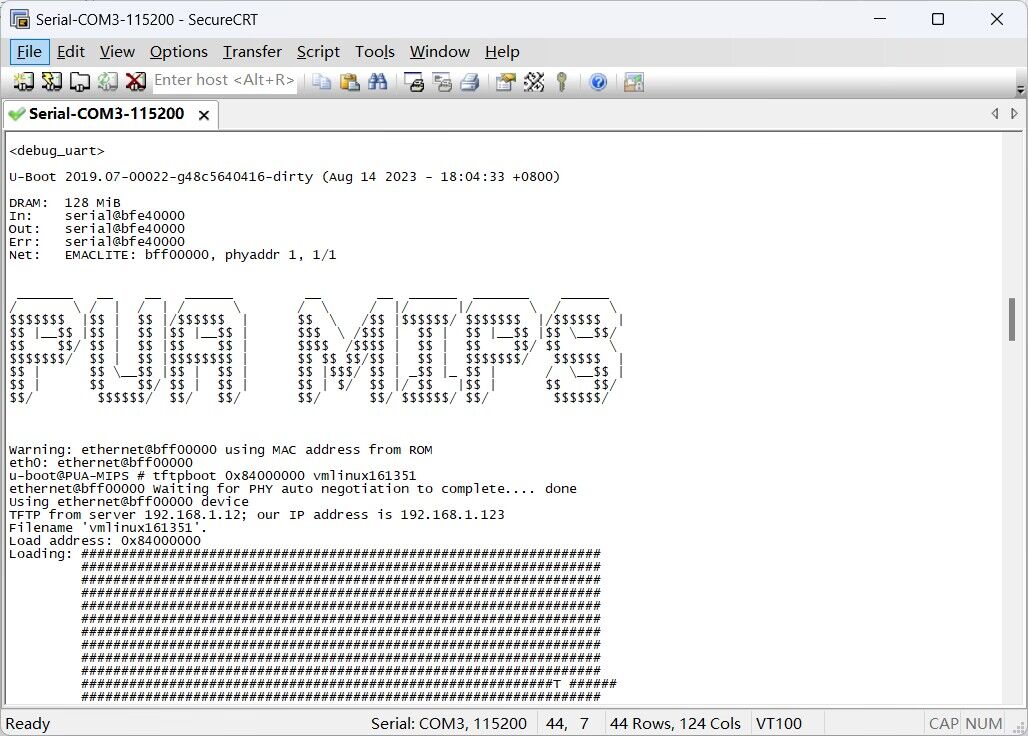 Serial-COM3-115200 - SecureCRT
File Edit View Options Transfer Script Tools Window Help
Enter host <Alt+R>
Serial-COM3-115200
<debug_uart>
U-Boot 2019.07-00022-g48c5640416-dirty (Aug 14 2023 - 18:04:33 +0800)
DRAM:  128 MiB
In:    serial@bfe40000
Out:   serial@bfe40000
Err:   serial@bfe40000
Net:   EMACLITE: bff00000, phyaddr 1, 1/1
PUA MIPS
Warning: ethernet@bff00000 using MAC address from ROM
eth0: ethernet@bff00000
u-boot@PUA-MIPS # tftpboot 0x84000000 vmlinux161351
ethernet@bff00000 Waiting for PHY auto negotiation to complete.... done
Using ethernet@bff00000 device
TFTP from server 192.168.1.12; our IP address is 192.168.1.123
Filename 'vmlinux161351'.
Load address: 0x84000000
Loading: #################################################################
#################################################################
#################################################################
#################################################################
#################################################################
#################################################################
#################################################################
#################################################################
#################################################################
#################################################################
###########################################################T ######
#################################################################
Ready Serial: COM3, 115200 44, 7 44 Rows, 124 Cols VT100 CAP NUM